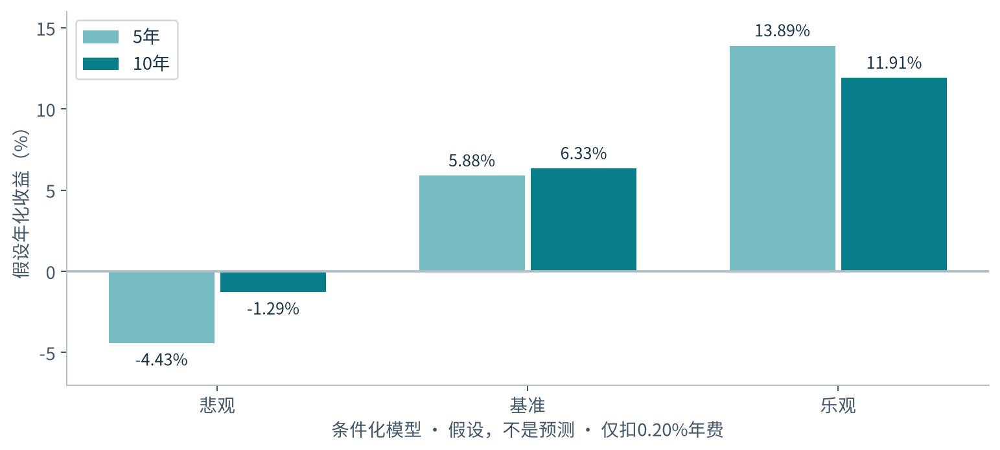 15
10
5
0
-5
假设年化收益（%）
5年
10年
-4.43%
-1.29%
5.88%
6.33%
13.89%
11.91%
悲观
基准
乐观
条件化模型 • 假设，不是预测 • 仅扣0.20%年费